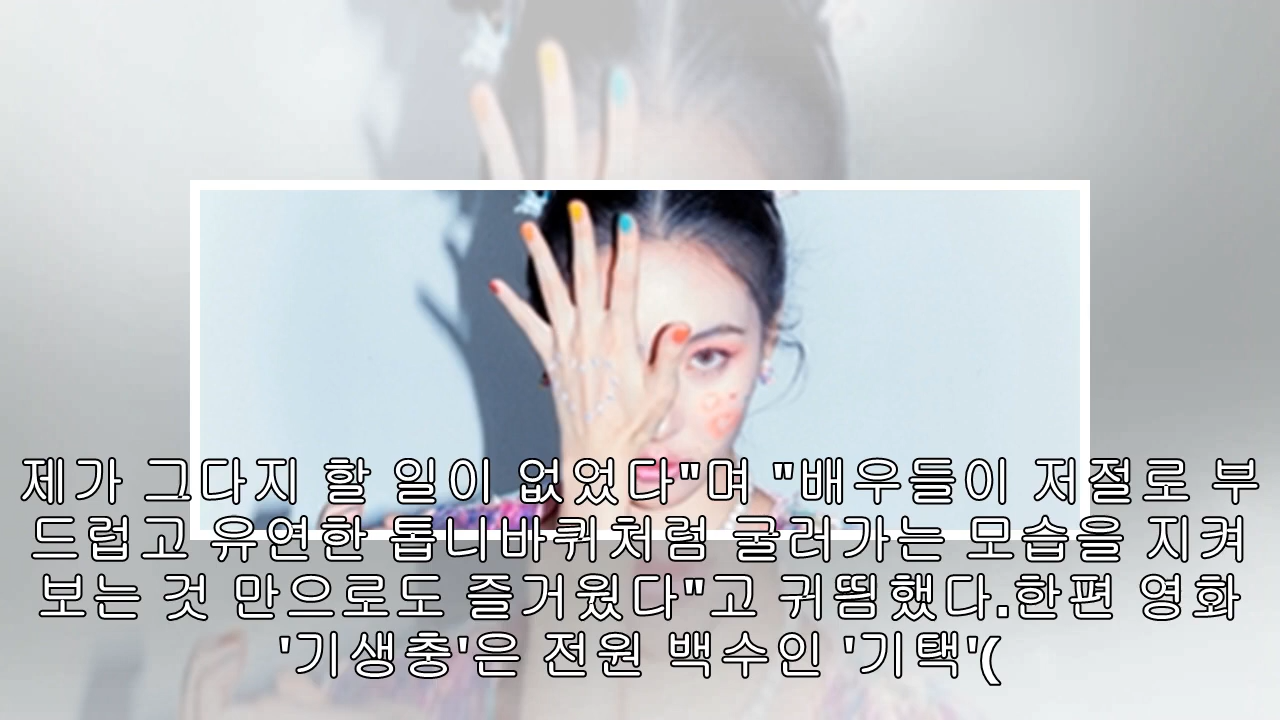 제가 그다지 할 일이 없었다"며 "배우들이 저절로 부
드럽고 유연한 톱니바퀴처럼 굴러가는 모습을 지켜
보는 것 만으로도 즐거웠다"고 귀띔했다.한편 영화
'기생충'은 전원 백수인 '기택'(